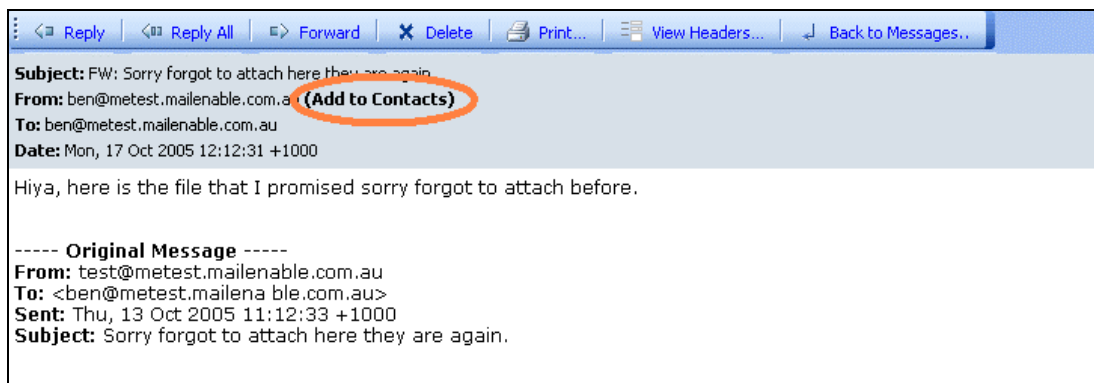 Reply Reply All Forward Delete Print... View Headers... Back to Messages..
Subject: FW: Sorry forgot to attach here they are again.
From: ben@metest.mailenable.com.au (Add to Contacts)
To: ben@metest.mailenable.com.au
Date: Mon, 17 Oct 2005 12:12:31 +1000
Hiya, here is the file that I promised sorry forgot to attach before.
----- Original Message -----
From: test@metest.mailenable.com.au
To: <ben@metest.mailena ble.com.au>
Sent: Thu, 13 Oct 2005 11:12:33 +1000
Subject: Sorry forgot to attach here they are again.